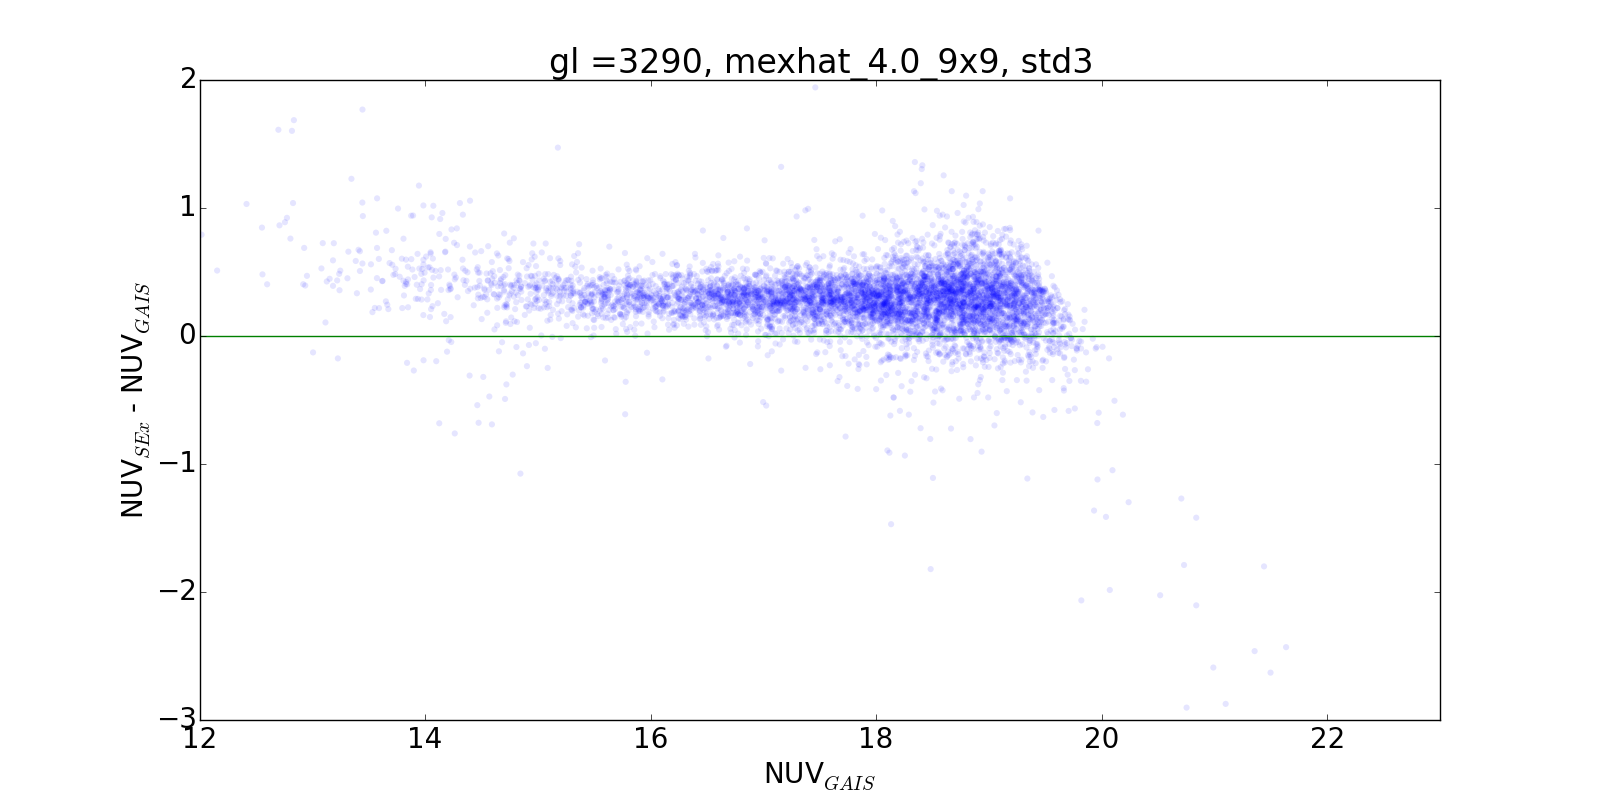 gl =3290, mexhat_4.0_9x9, std3
2
1
0
−1
−2
−3
NUV_SEx - NUV_GAIS
12 14 16 18 20 22
NUV_GAIS